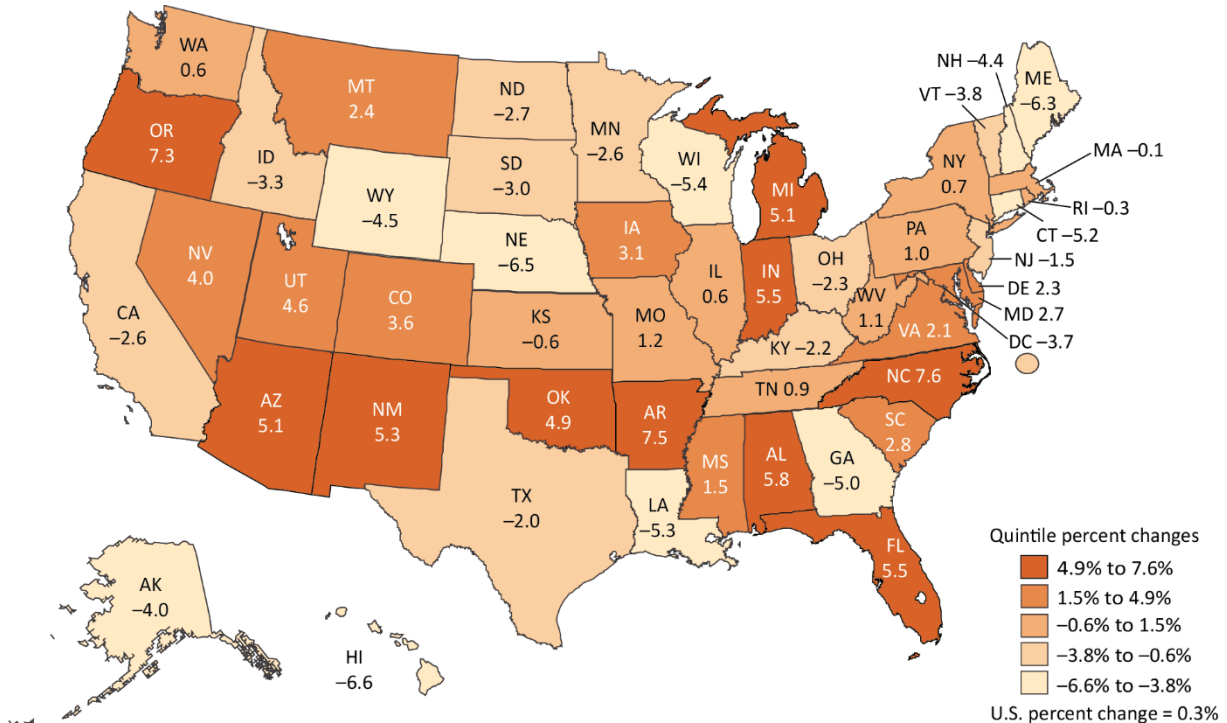 WA
0.6
MT
2.4
ND
−2.7
MN
−2.6
NH −4.4
VT −3.8
ME
−6.3
OR
7.3
ID
−3.3
SD
−3.0
WI
−5.4
MI
5.1
NY
0.7
MA −0.1
RI −0.3
CT −5.2
WY
−4.5
NE
−6.5
IA
3.1
PA
1.0
NJ −1.5
NV
4.0
UT
4.6
CO
3.6
IL
0.6
IN
5.5
OH
−2.3
DE 2.3
MD 2.7
DC −3.7
CA
−2.6
KS
−0.6
MO
1.2
KY −2.2
WV
1.1
VA 2.1
AZ
5.1
NM
5.3
OK
4.9
AR
7.5
TN 0.9
NC 7.6
SC
2.8
TX
−2.0
LA
−5.3
MS
1.5
AL
5.8
GA
−5.0
FL
5.5
AK
−4.0
HI
−6.6
Quintile percent changes
4.9% to 7.6%
1.5% to 4.9%
−0.6% to 1.5%
−3.8% to −0.6%
−6.6% to −3.8%
U.S. percent change = 0.3%